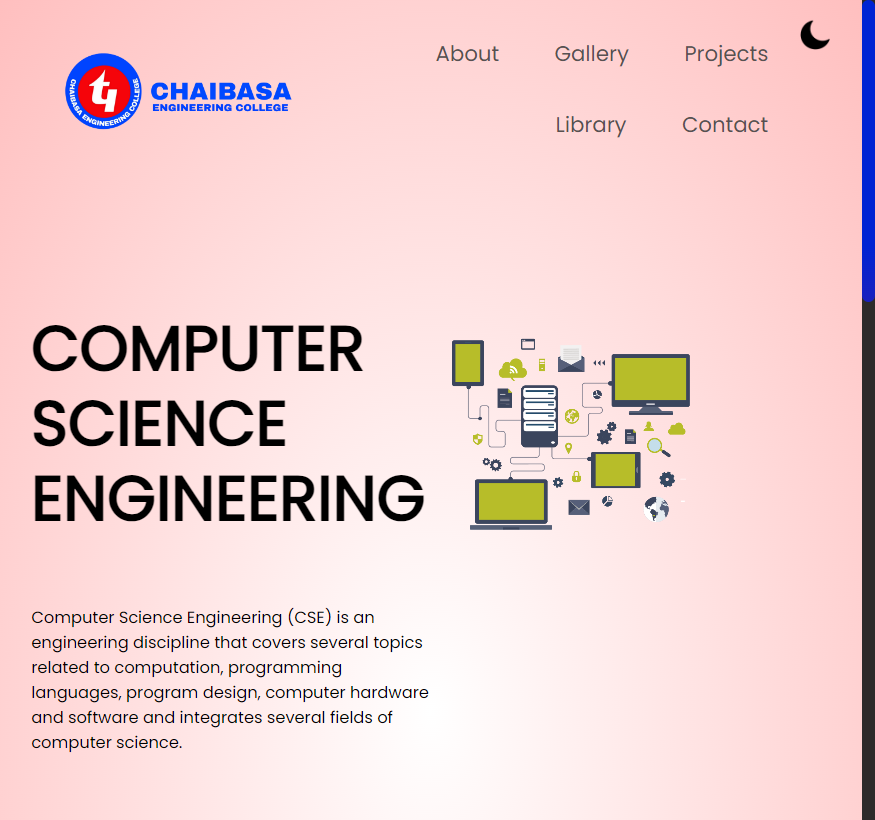 About
Gallery
Projects
CHAIBASA ENGINEERING COLLEGE
CHAIBASA
ENGINEERING COLLEGE
Library
Contact
COMPUTER
SCIENCE
ENGINEERING
Computer Science Engineering (CSE) is an
engineering discipline that covers several topics
related to computation, programming
languages, program design, computer hardware
and software and integrates several fields of
computer science.